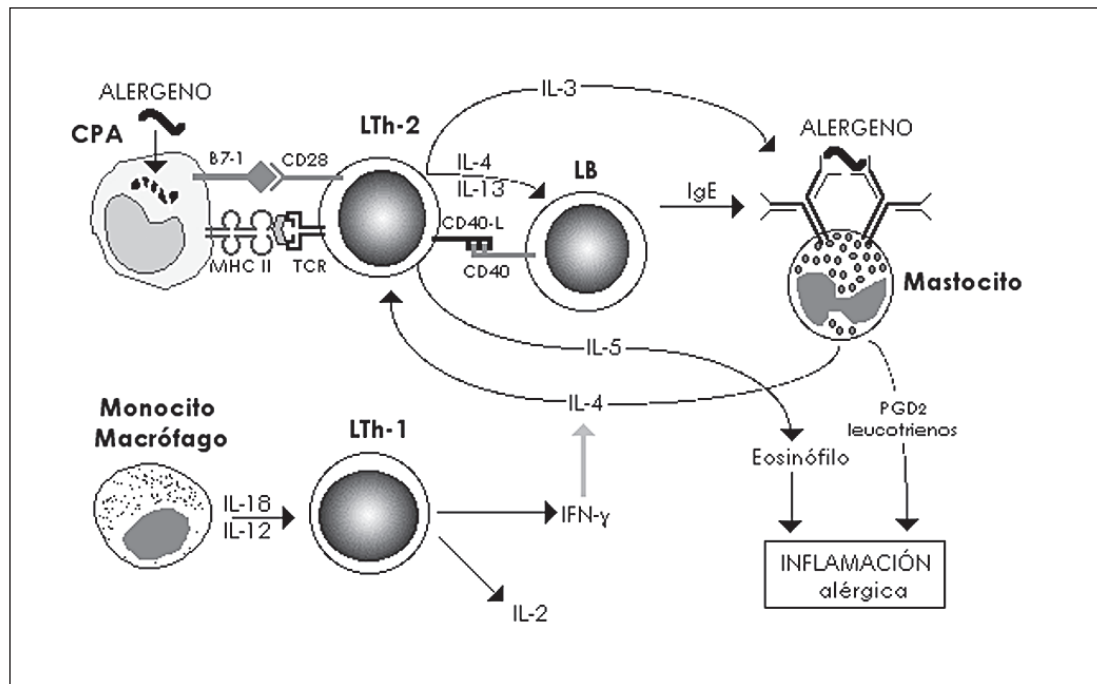 ALERGENO
CPA
B7-1
CD28
MHC II
TCR
LTh-2
IL-3
IL-4
IL-13
CD40-L
CD40
LB
IgE
ALERGENO
Mastocito
IL-5
IL-4
PGD2
leucotrienos
Eosinófilo
Monocito
Macrófago
IL-18
IL-12
LTh-1
IFN-γ
IL-2
INFLAMACIÓN
alérgica